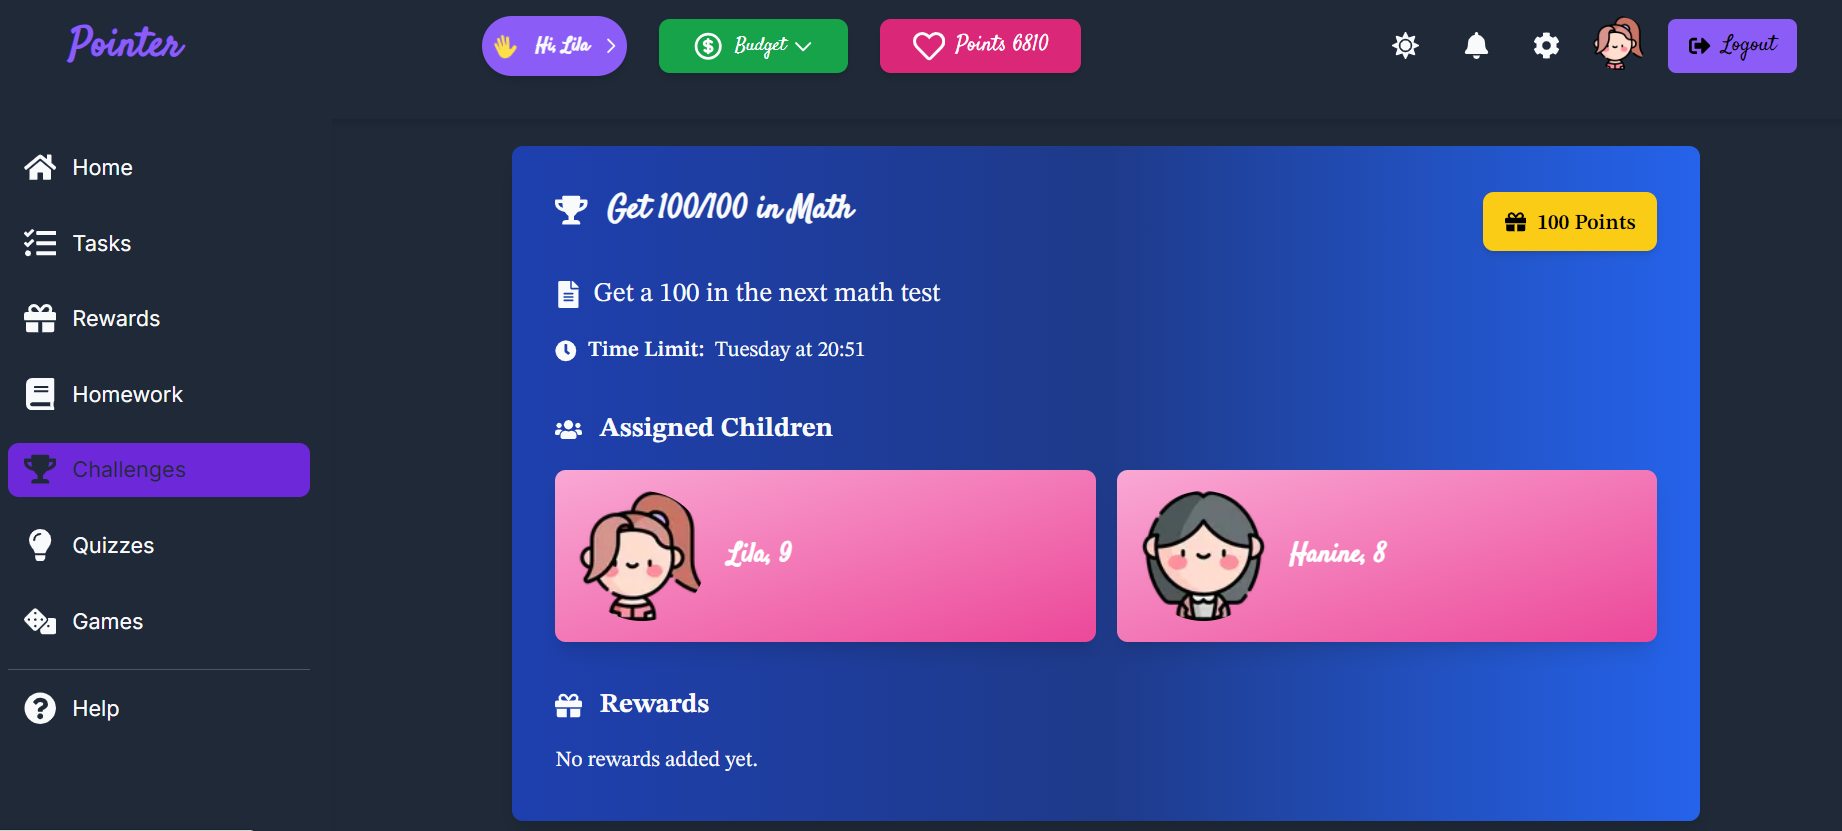 Pointer
Hi, Lila
Budget
Points 6810
Logout
Home
Tasks
Rewards
Homework
Challenges
Quizzes
Games
Help
Get 100/100 in Math
100 Points
Get a 100 in the next math test
Time Limit: Tuesday at 20:51
Assigned Children
Lila, 9
Hanine, 8
Rewards
No rewards added yet.